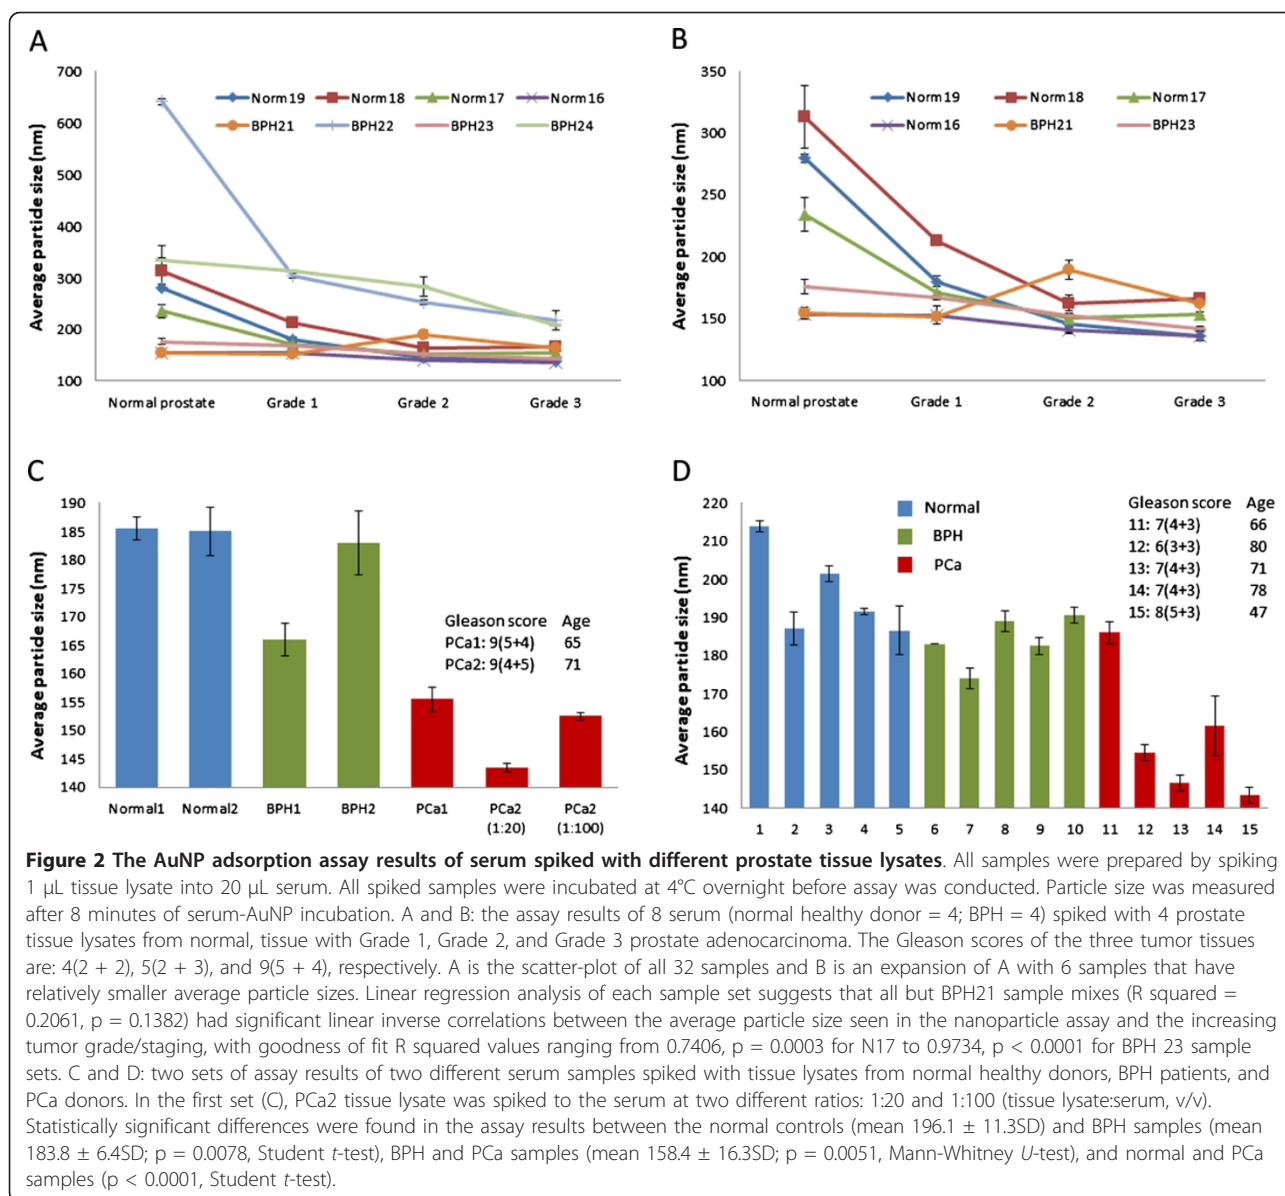 A
Average partide size (nm)
700
600
500
400
300
200
100
Norm19 Norm18 Norm17 Norm16
BPH21 BPH22 BPH23 BPH24
Normal prostate Grade 1 Grade 2 Grade 3
B
Average partide size (nm)
350
300
250
200
150
100
Norm19 Norm18 Norm17
Norm16 BPH21 BPH23
Normal prostate Grade 1 Grade 2 Grade 3
C
Average partide size (nm)
190
185
180
175
170
165
160
155
150
145
140
Gleason score Age
PCa1: 9(5+4) 65
PCa2: 9(4+5) 71
Normal1 Normal2 BPH1 BPH2 PCa1 PCa2 PCa2
(1:20) (1:100)
D
Average partide size (nm)
220
210
200
190
180
170
160
150
140
Normal
BPH
PCa
Gleason score Age
11: 7(4+3) 66
12: 6(3+3) 80
13: 7(4+3) 71
14: 7(4+3) 78
15: 8(5+3) 47
1 2 3 4 5 6 7 8 9 10 11 12 13 14 15
Figure 2 The AuNP adsorption assay results of serum spiked with different prostate tissue lysates. All samples were prepared by spiking
1 μL tissue lysate into 20 μL serum. All spiked samples were incubated at 4°C overnight before assay was conducted. Particle size was measured
after 8 minutes of serum-AuNP incubation. A and B: the assay results of 8 serum (normal healthy donor = 4; BPH = 4) spiked with 4 prostate
tissue lysates from normal, tissue with Grade 1, Grade 2, and Grade 3 prostate adenocarcinoma. The Gleason scores of the three tumor tissues
are: 4(2 + 2), 5(2 + 3), and 9(5 + 4), respectively. A is the scatter-plot of all 32 samples and B is an expansion of A with 6 samples that have
relatively smaller average particle sizes. Linear regression analysis of each sample set suggests that all but BPH21 sample mixes (R squared =
0.2061, p = 0.1382) had significant linear inverse correlations between the average particle size seen in the nanoparticle assay and the increasing
tumor grade/staging, with goodness of fit R squared values ranging from 0.7406, p = 0.0003 for N17 to 0.9734, p < 0.0001 for BPH 23 sample
sets. C and D: two sets of assay results of two different serum samples spiked with tissue lysates from normal healthy donors, BPH patients, and
PCa donors. In the first set (C), PCa2 tissue lysate was spiked to the serum at two different ratios: 1:20 and 1:100 (tissue lysate:serum, v/v).
Statistically significant differences were found in the assay results between the normal controls (mean 196.1 ± 11.3SD) and BPH samples (mean
183.8 ± 6.4SD; p = 0.0078, Student t-test), BPH and PCa samples (mean 158.4 ± 16.3SD; p = 0.0051, Mann-Whitney U-test), and normal and PCa
samples (p < 0.0001, Student t-test).